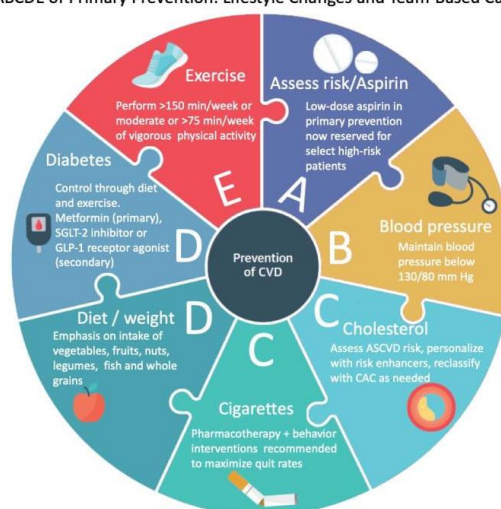 ABCDE of Primary Prevention: Lifestyle Changes and Team-Based
Assess risk/Aspirin
Low-dose aspirin in
primary prevention
now reserved for
select high-risk
patients
A
Blood pressure
Maintain blood
pressure below
130/80 mm Hg
B
Cholesterol
Assess ASCVD risk, personalize
with risk enhancers, reclassify
with CAC as needed
C
Cigarettes
Pharmacotherapy + behavior
interventions recommended
to maximize quit rates
C
Diet / weight
Emphasis on intake of
vegetables, fruits, nuts,
legumes, fish and whole
grains
D
Diabetes
Control through diet
and exercise.
Metformin (primary),
SGLT-2 inhibitor or
GLP-1 receptor agonist
(secondary)
D
Exercise
Perform >150 min/week or
moderate or >75 min/week
of vigorous physical activity
E
Prevention
of CVD